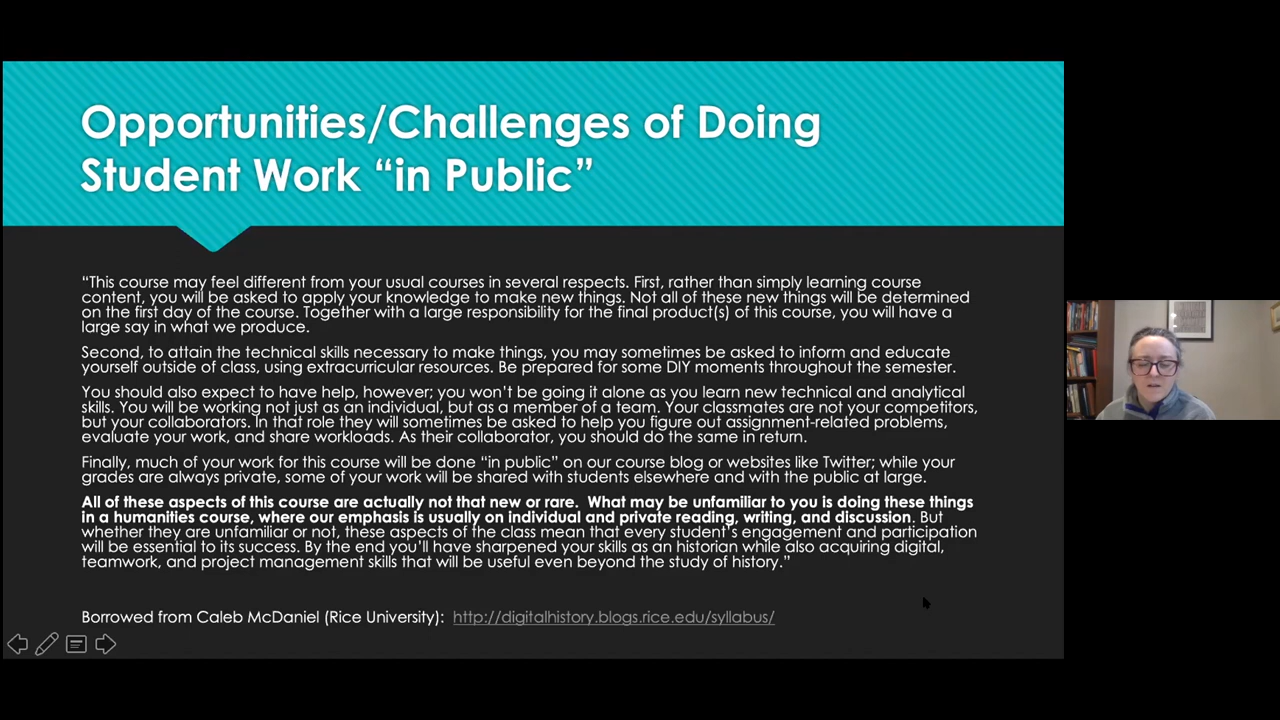 Opportunities/Challenges of Doing
Student Work “in Public”
“This course may feel different from your usual courses in several respects. First, rather than simply learning course
content, you will be asked to apply your knowledge to make new things. Not all of these new things will be determined
on the first day of the course. Together with a large responsibility for the final product(s) of this course, you will have a
large say in what we produce.
Second, to attain the technical skills necessary to make things, you may sometimes be asked to inform and educate
yourself outside of class, using extracurricular resources. Be prepared for some DIY moments throughout the semester.
You should also expect to have help, however; you won’t be going it alone as you learn new technical and analytical
skills. You will be working not just as an individual, but as a member of a team. Your classmates are not your competitors,
but your collaborators. In that role they will sometimes be asked to help you figure out assignment-related problems,
evaluate your work, and share workloads. As their collaborator, you should do the same in return.
Finally, much of your work for this course will be done “in public” on our course blog or websites like Twitter; while your
grades are always private, some of your work will be shared with students elsewhere and with the public at large.
All of these aspects of this course are actually not that new or rare.  What may be unfamiliar to you is doing these things
in a humanities course, where our emphasis is usually on individual and private reading, writing, and discussion. But
whether they are unfamiliar or not, these aspects of the class mean that every student’s engagement and participation
will be essential to its success. By the end you’ll have sharpened your skills as an historian while also acquiring digital,
teamwork, and project management skills that will be useful even beyond the study of history.”
Borrowed from Caleb McDaniel (Rice University):  http://digitalhistory.blogs.rice.edu/syllabus/